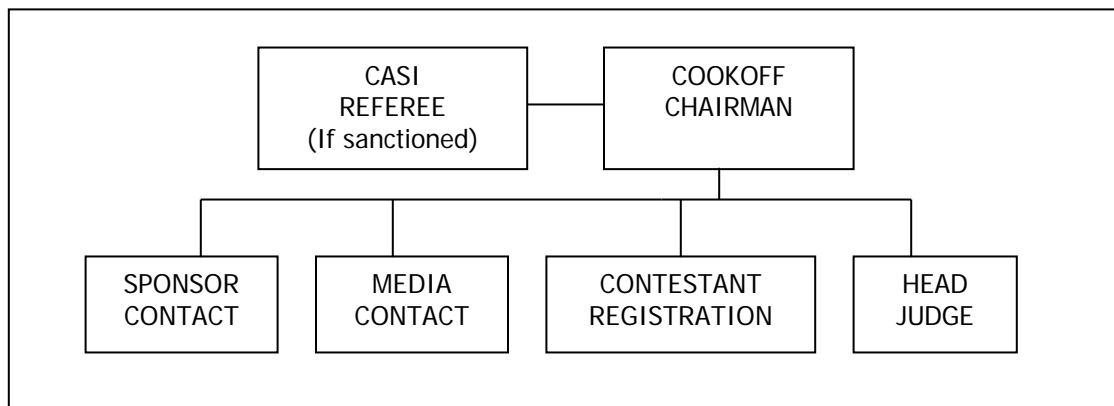 CASI
REFEREE
(If sanctioned)
COOKOFF
CHAIRMAN
SPONSOR
CONTACT
MEDIA
CONTACT
CONTESTANT
REGISTRATION
HEAD
JUDGE